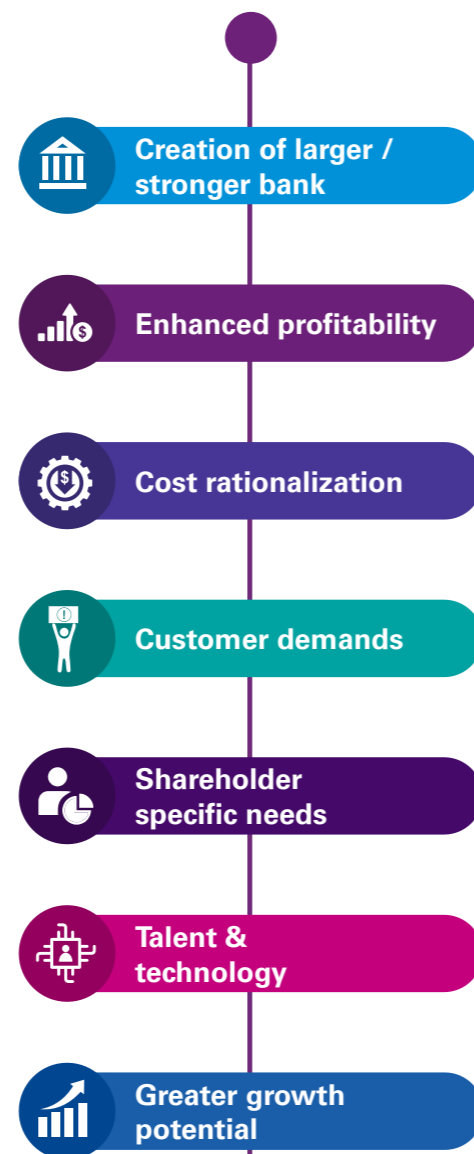 Creation of larger /
stronger bank
$
Enhanced profitability
$
Cost rationalization
!
Customer demands
Shareholder
specific needs
Talent &
technology
Greater growth
potential